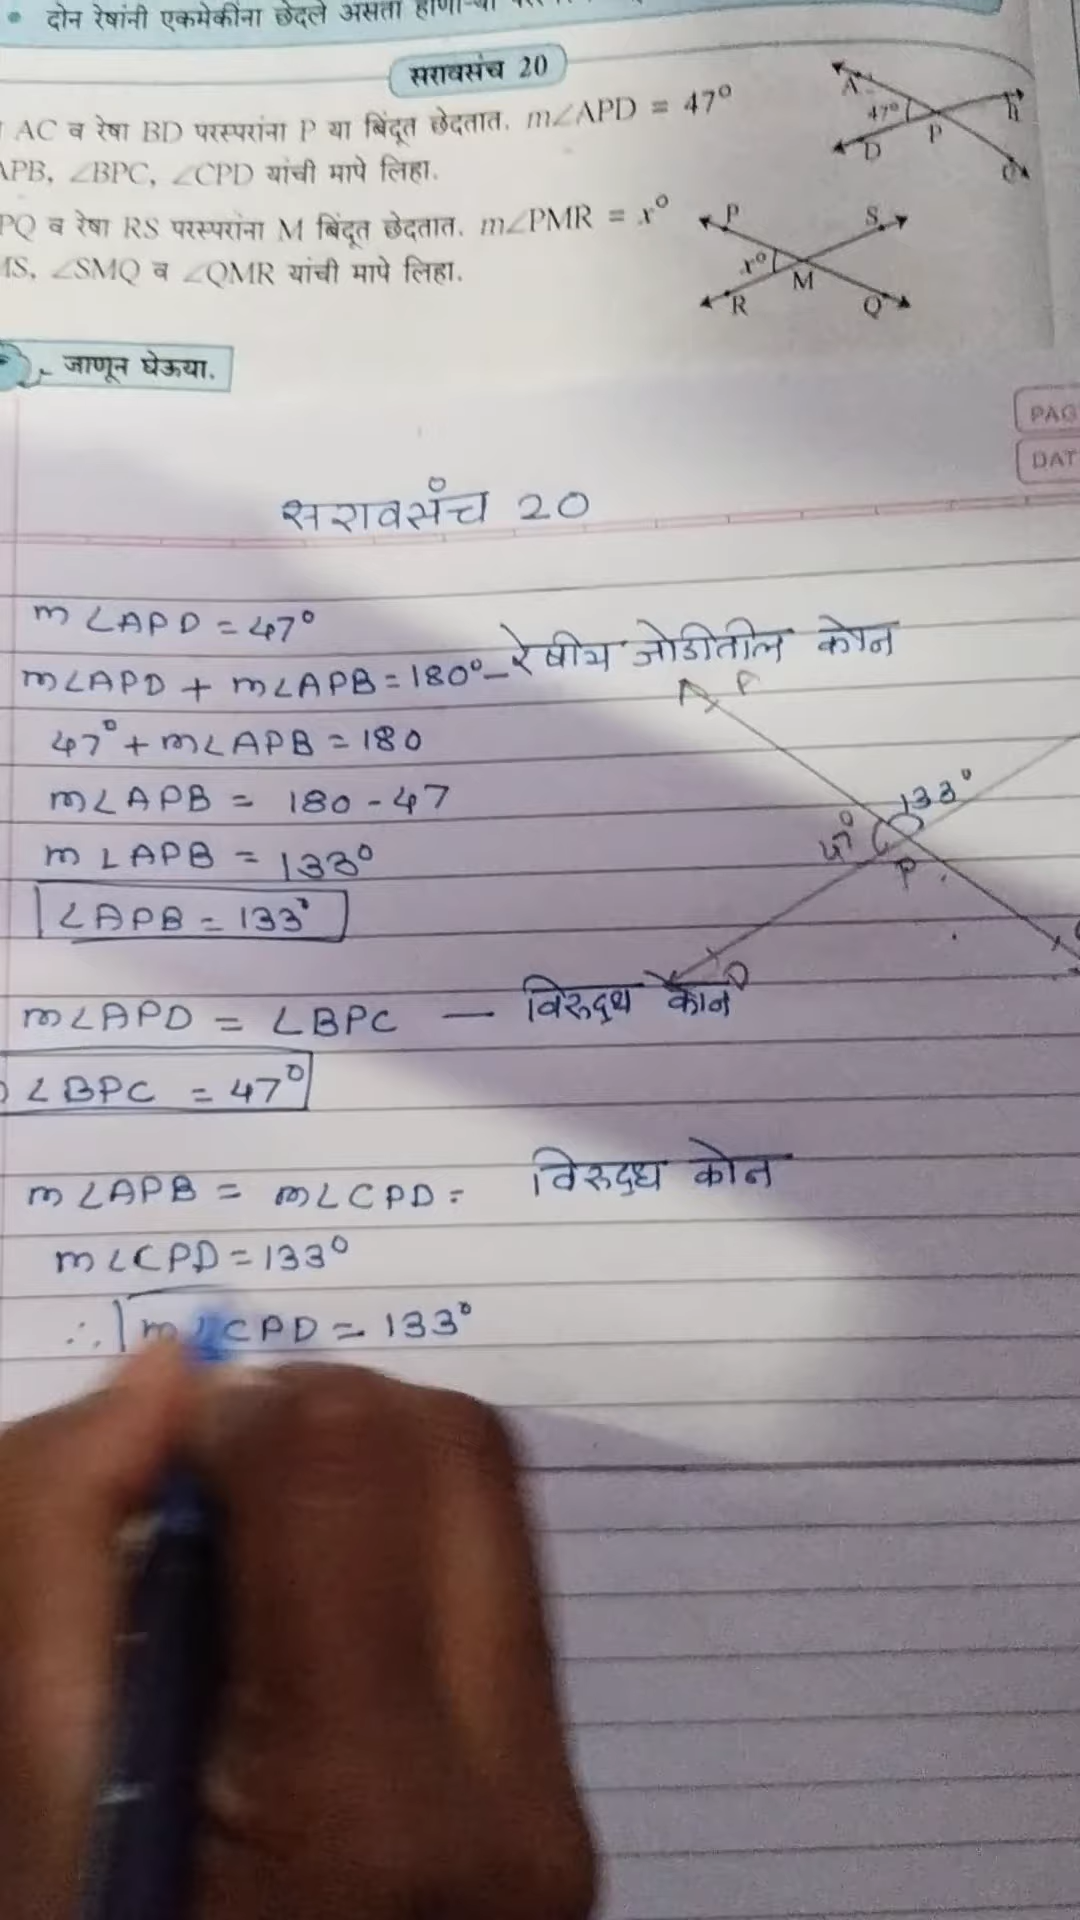 • दोन रेषांनी एकमेकींना छेदले असता
सरावसंच 20
AC व रेषा BD परस्परांना P या बिंदूत छेदतात. m∠APD = 47°
APB, ∠BPC, ∠CPD यांची मापे लिहा.
A
47°
P
B
D
C
PQ व रेषा RS परस्परांना M बिंदूत छेदतात. m∠PMR = x°
MS, ∠SMQ व ∠QMR यांची मापे लिहा.
P
S
x°
M
R
Q
जाणून घेऊया.
PAG
DAT
सरावसंच 20
m∠APD = 47°
m∠APD + m∠APB = 180° – रेषीय जोडीतील कोन
47° + m∠APB = 180
m∠APB = 180 - 47
m∠APB = 133°
∠APB = 133°
A P
133°
47°
P
D
m∠APD = ∠BPC — विरुद्ध कोन
∠BPC = 47°
m∠APB = m∠CPD = विरुद्ध कोन
m∠CPD = 133°
∴ m∠CPD = 133°